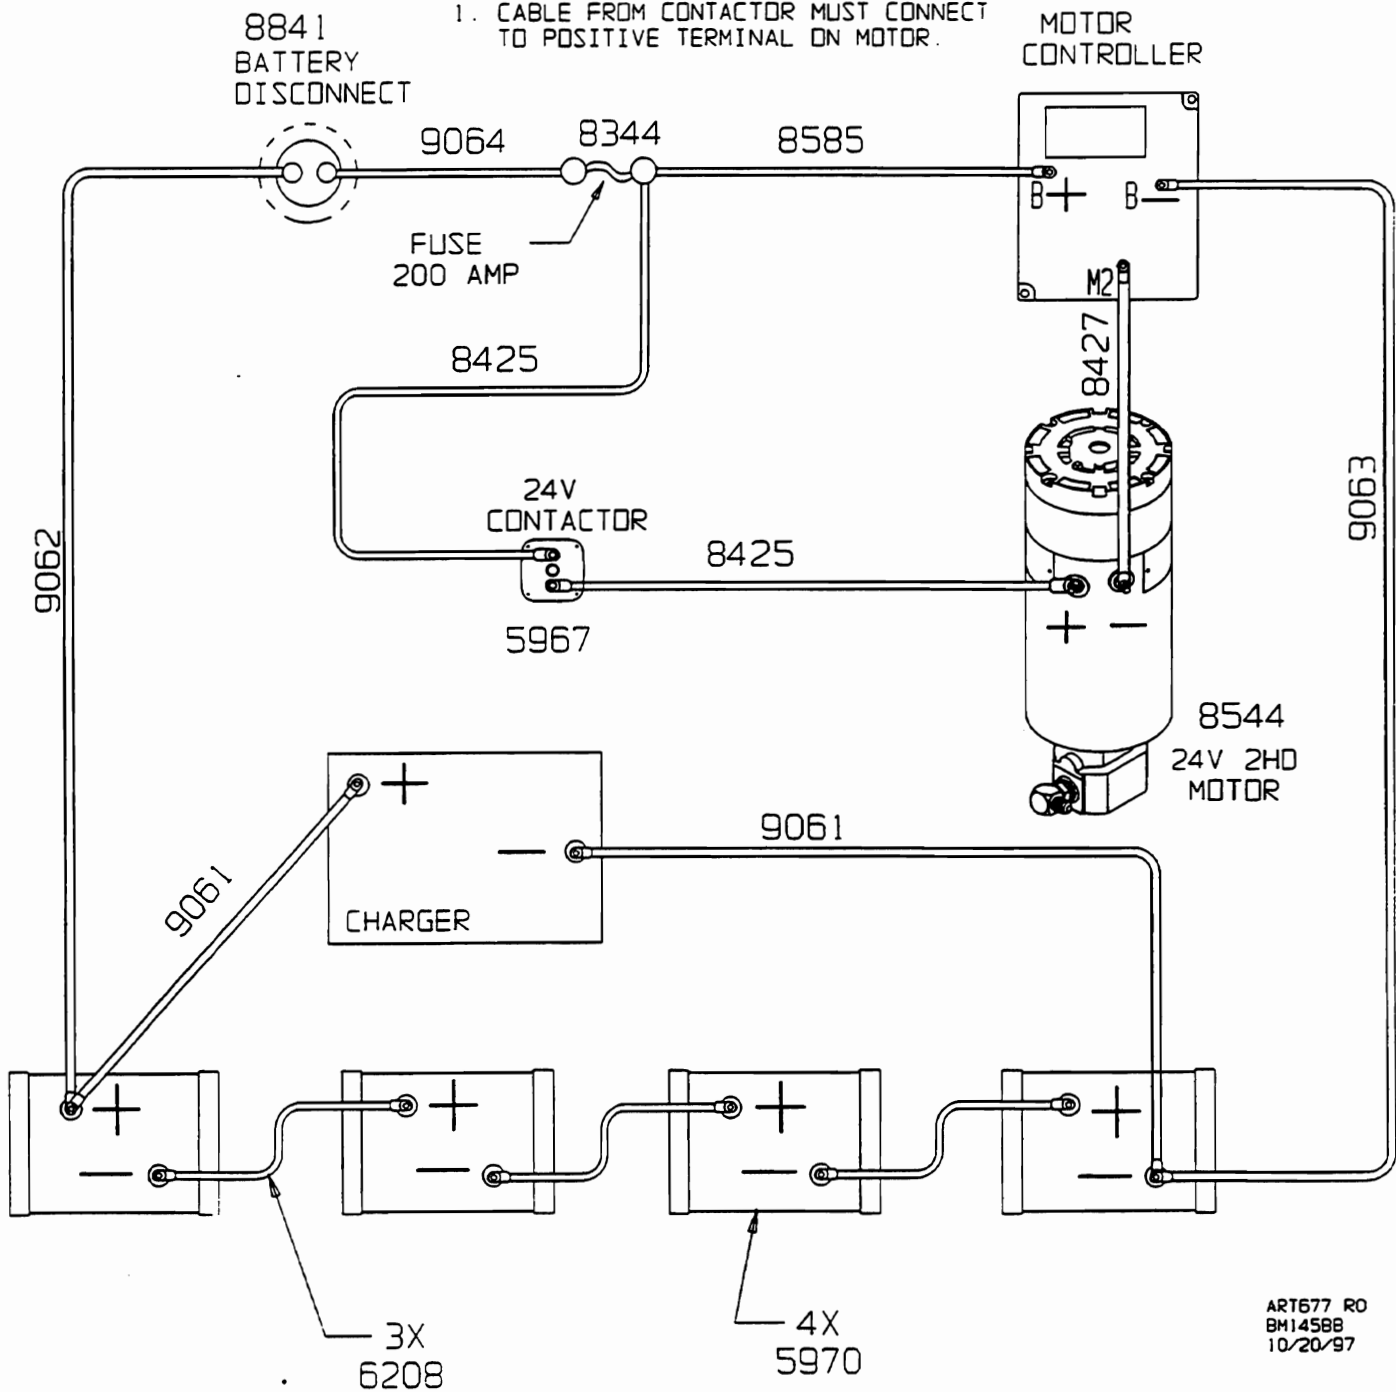 1. CABLE FROM CONTACTOR MUST CONNECT
TO POSITIVE TERMINAL ON MOTOR.
8841
BATTERY
DISCONNECT
MOTOR
CONTROLLER
9064
8344
8585
B+
B-
FUSE
200 AMP
M2
8427
8425
24V
CONTACTOR
8425
5967
9062
9063
+ -
8544
24V 2HD
MOTOR
+
-
CHARGER
9061
9061
+
-
+
-
+
-
+
-
3X
6208
4X
5970
ART677 RO
BM145BB
10/20/97